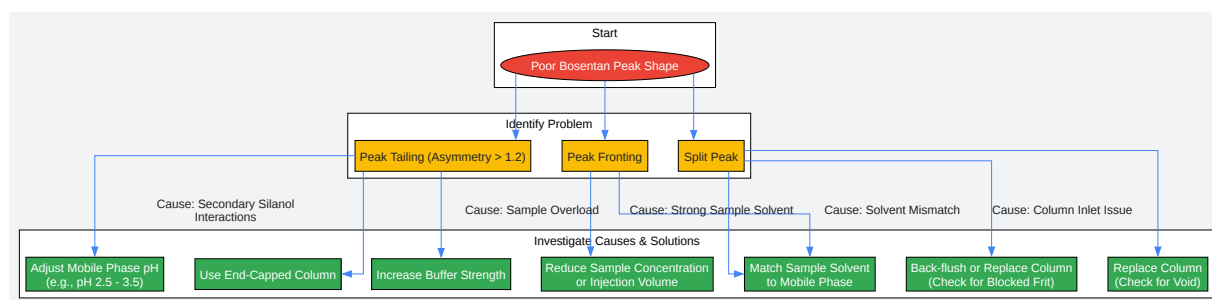 Start
Poor Bosentan Peak Shape
Identify Problem
Peak Tailing (Asymmetry > 1.2)
Peak Fronting
Split Peak
Cause: Secondary Silanol
Interactions
Cause: Sample Overload
Cause: Strong Sample Solvent
Cause: Solvent Mismatch
Cause: Column Inlet Issue
Investigate Causes & Solutions
Adjust Mobile Phase pH
(e.g., pH 2.5 - 3.5)
Use End-Capped Column
Increase Buffer Strength
Reduce Sample Concentration
or Injection Volume
Match Sample Solvent
to Mobile Phase
Back-flush or Replace Column
(Check for Blocked Frit)
Replace Column
(Check for Void)